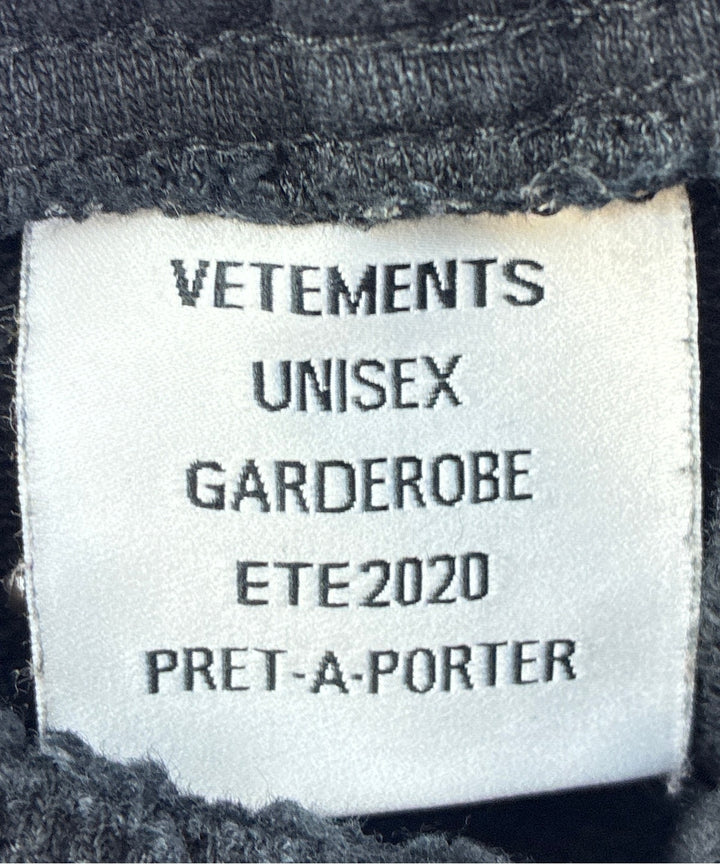 VETEMENTS
UNISEX
GARDEROBE
ETE2020
PRET-A-PORTER